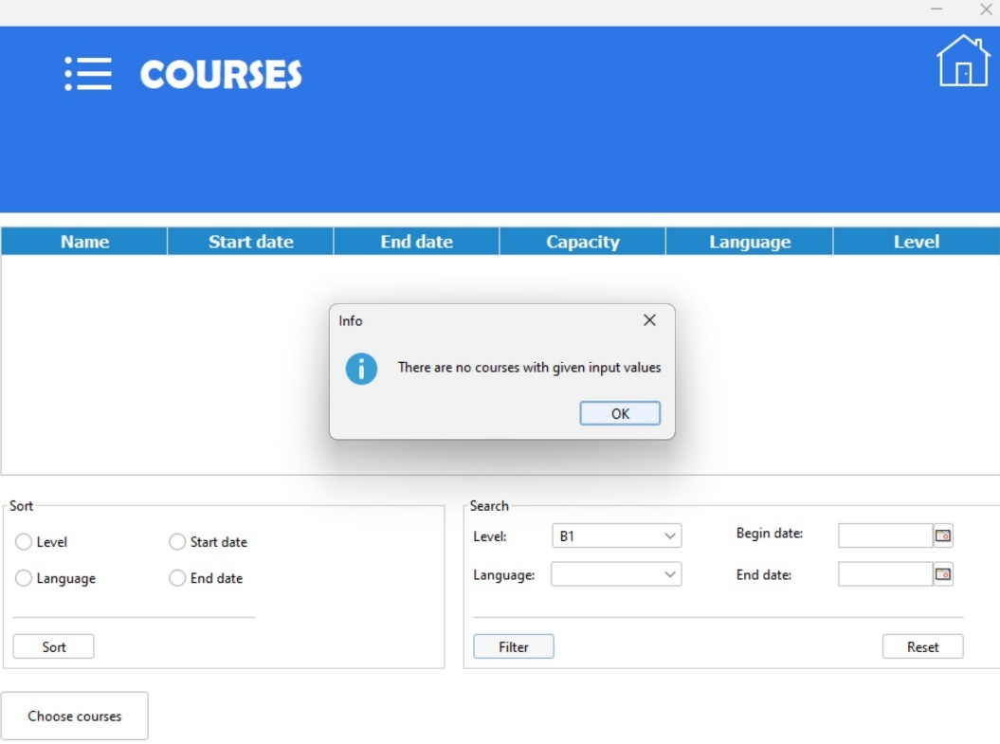 COURSES
Name Start date End date Capacity Language Level
Info
There are no courses with given input values
OK
Sort
Level Start date
Language End date
Sort
Search
Level: B1 Begin date:
Language: End date:
Filter Reset
Choose courses